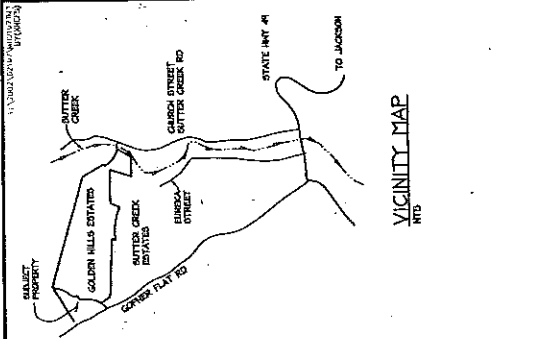 SUBJECT
PROPERTY
GOLDEN HILLS ESTATES
SUTTER CREEK
ESTATES
GOPHER FLAT RD
SUTTER
CREEK
EUREKA
STREET
CHURCH STREET
SUTTER CREEK RD
STATE HWY 49
TO JACKSON
VICINITY MAP
NTS